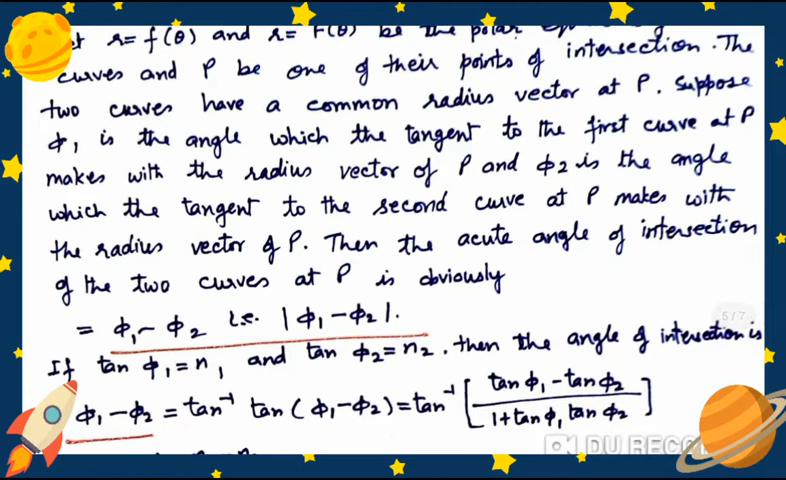 r = f(θ) and r = F(θ) be the polar
curves and P be one of their points of intersection. The
two curves have a common radius vector at P. Suppose
ϕ₁ is the angle which the tangent to the first curve at P
makes with the radius vector of P and ϕ₂ is the angle
which the tangent to the second curve at P makes with
the radius vector of P. Then the acute angle of intersection
of the two curves at P is obviously
= ϕ₁ ~ ϕ₂ i.e. |ϕ₁ - ϕ₂|.
5/7
If tan ϕ₁ = n₁ and tan ϕ₂ = n₂. then the angle of intersection is
ϕ₁ - ϕ₂ = tan⁻¹ tan (ϕ₁ - ϕ₂) = tan⁻¹ [(tan ϕ₁ - tan ϕ₂)/(1 + tan ϕ₁ tan ϕ₂)]
DU RECO